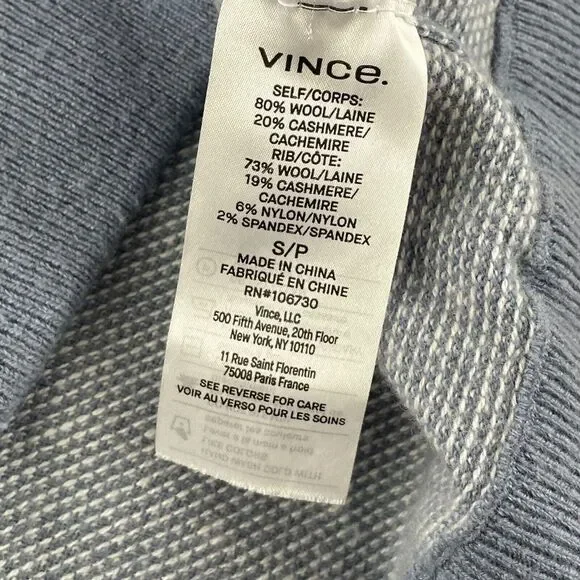 VINCe.
SELF/CORPS:
80% WOOL/LAINE
20% CASHMERE/
CACHEMIRE
RIB/CÔTE:
73% WOOL/LAINE
19% CASHMERE/
CACHEMIRE
6% NYLON/NYLON
2% SPANDEX/SPANDEX
S/P
MADE IN CHINA
FABRIQUÉ EN CHINE
RN#106730
Vince, LLC
500 Fifth Avenue, 20th Floor
New York, NY 10110
11 Rue Saint Florentin
75008 Paris France
SEE REVERSE FOR CARE
VOIR AU VERSO POUR LES SOINS